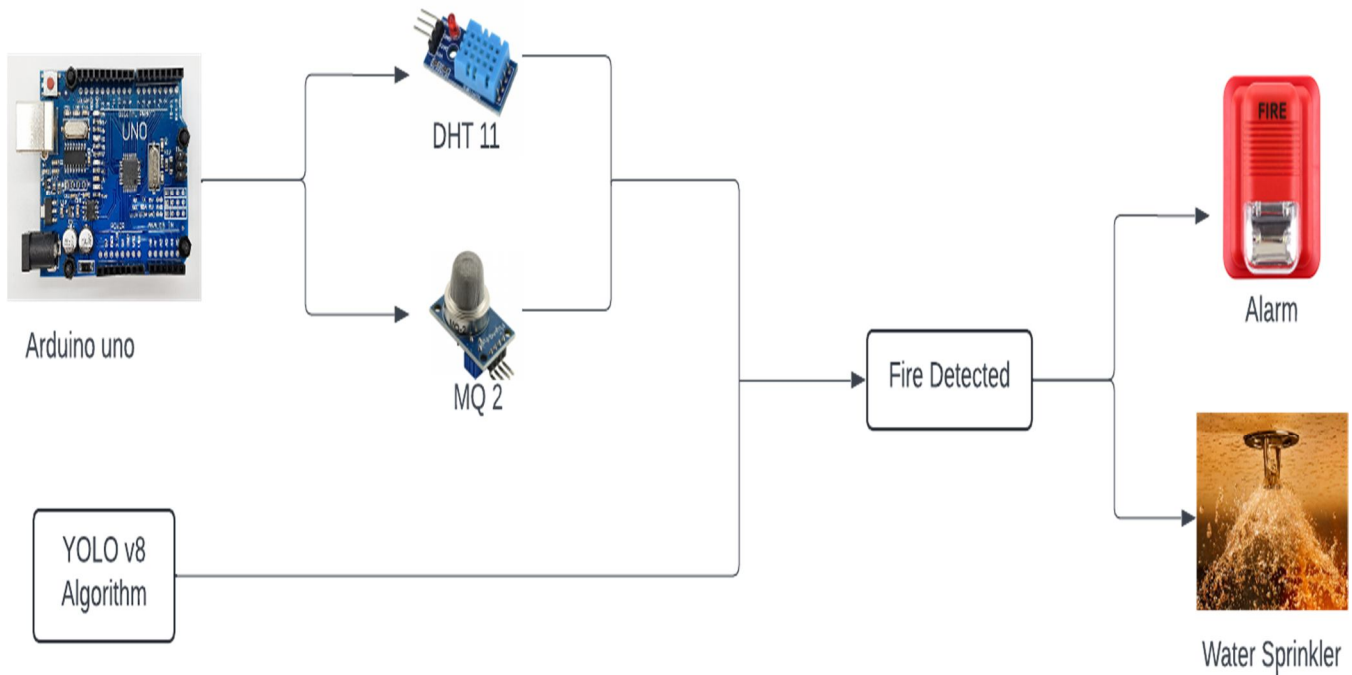 UNO
Arduino uno
DHT 11
MQ 2
YOLO v8
Algorithm
Fire Detected
FIRE
Alarm
Water Sprinkler